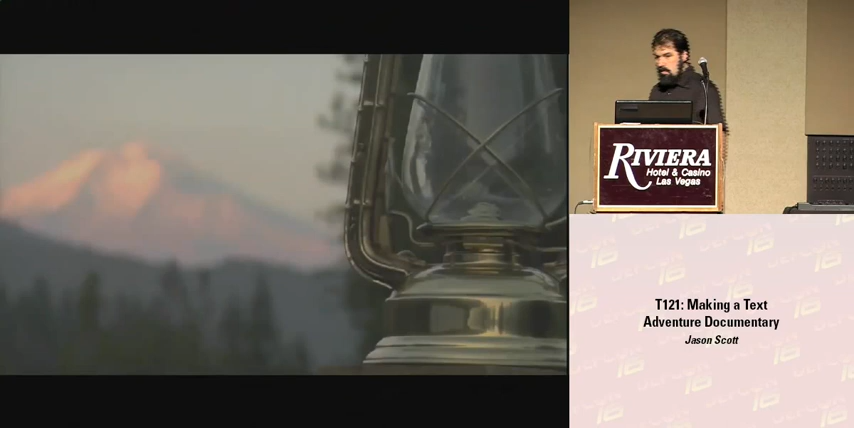 RIVIERA
Hotel & Casino
Las Vegas
T121: Making a Text
Adventure Documentary
Jason Scott